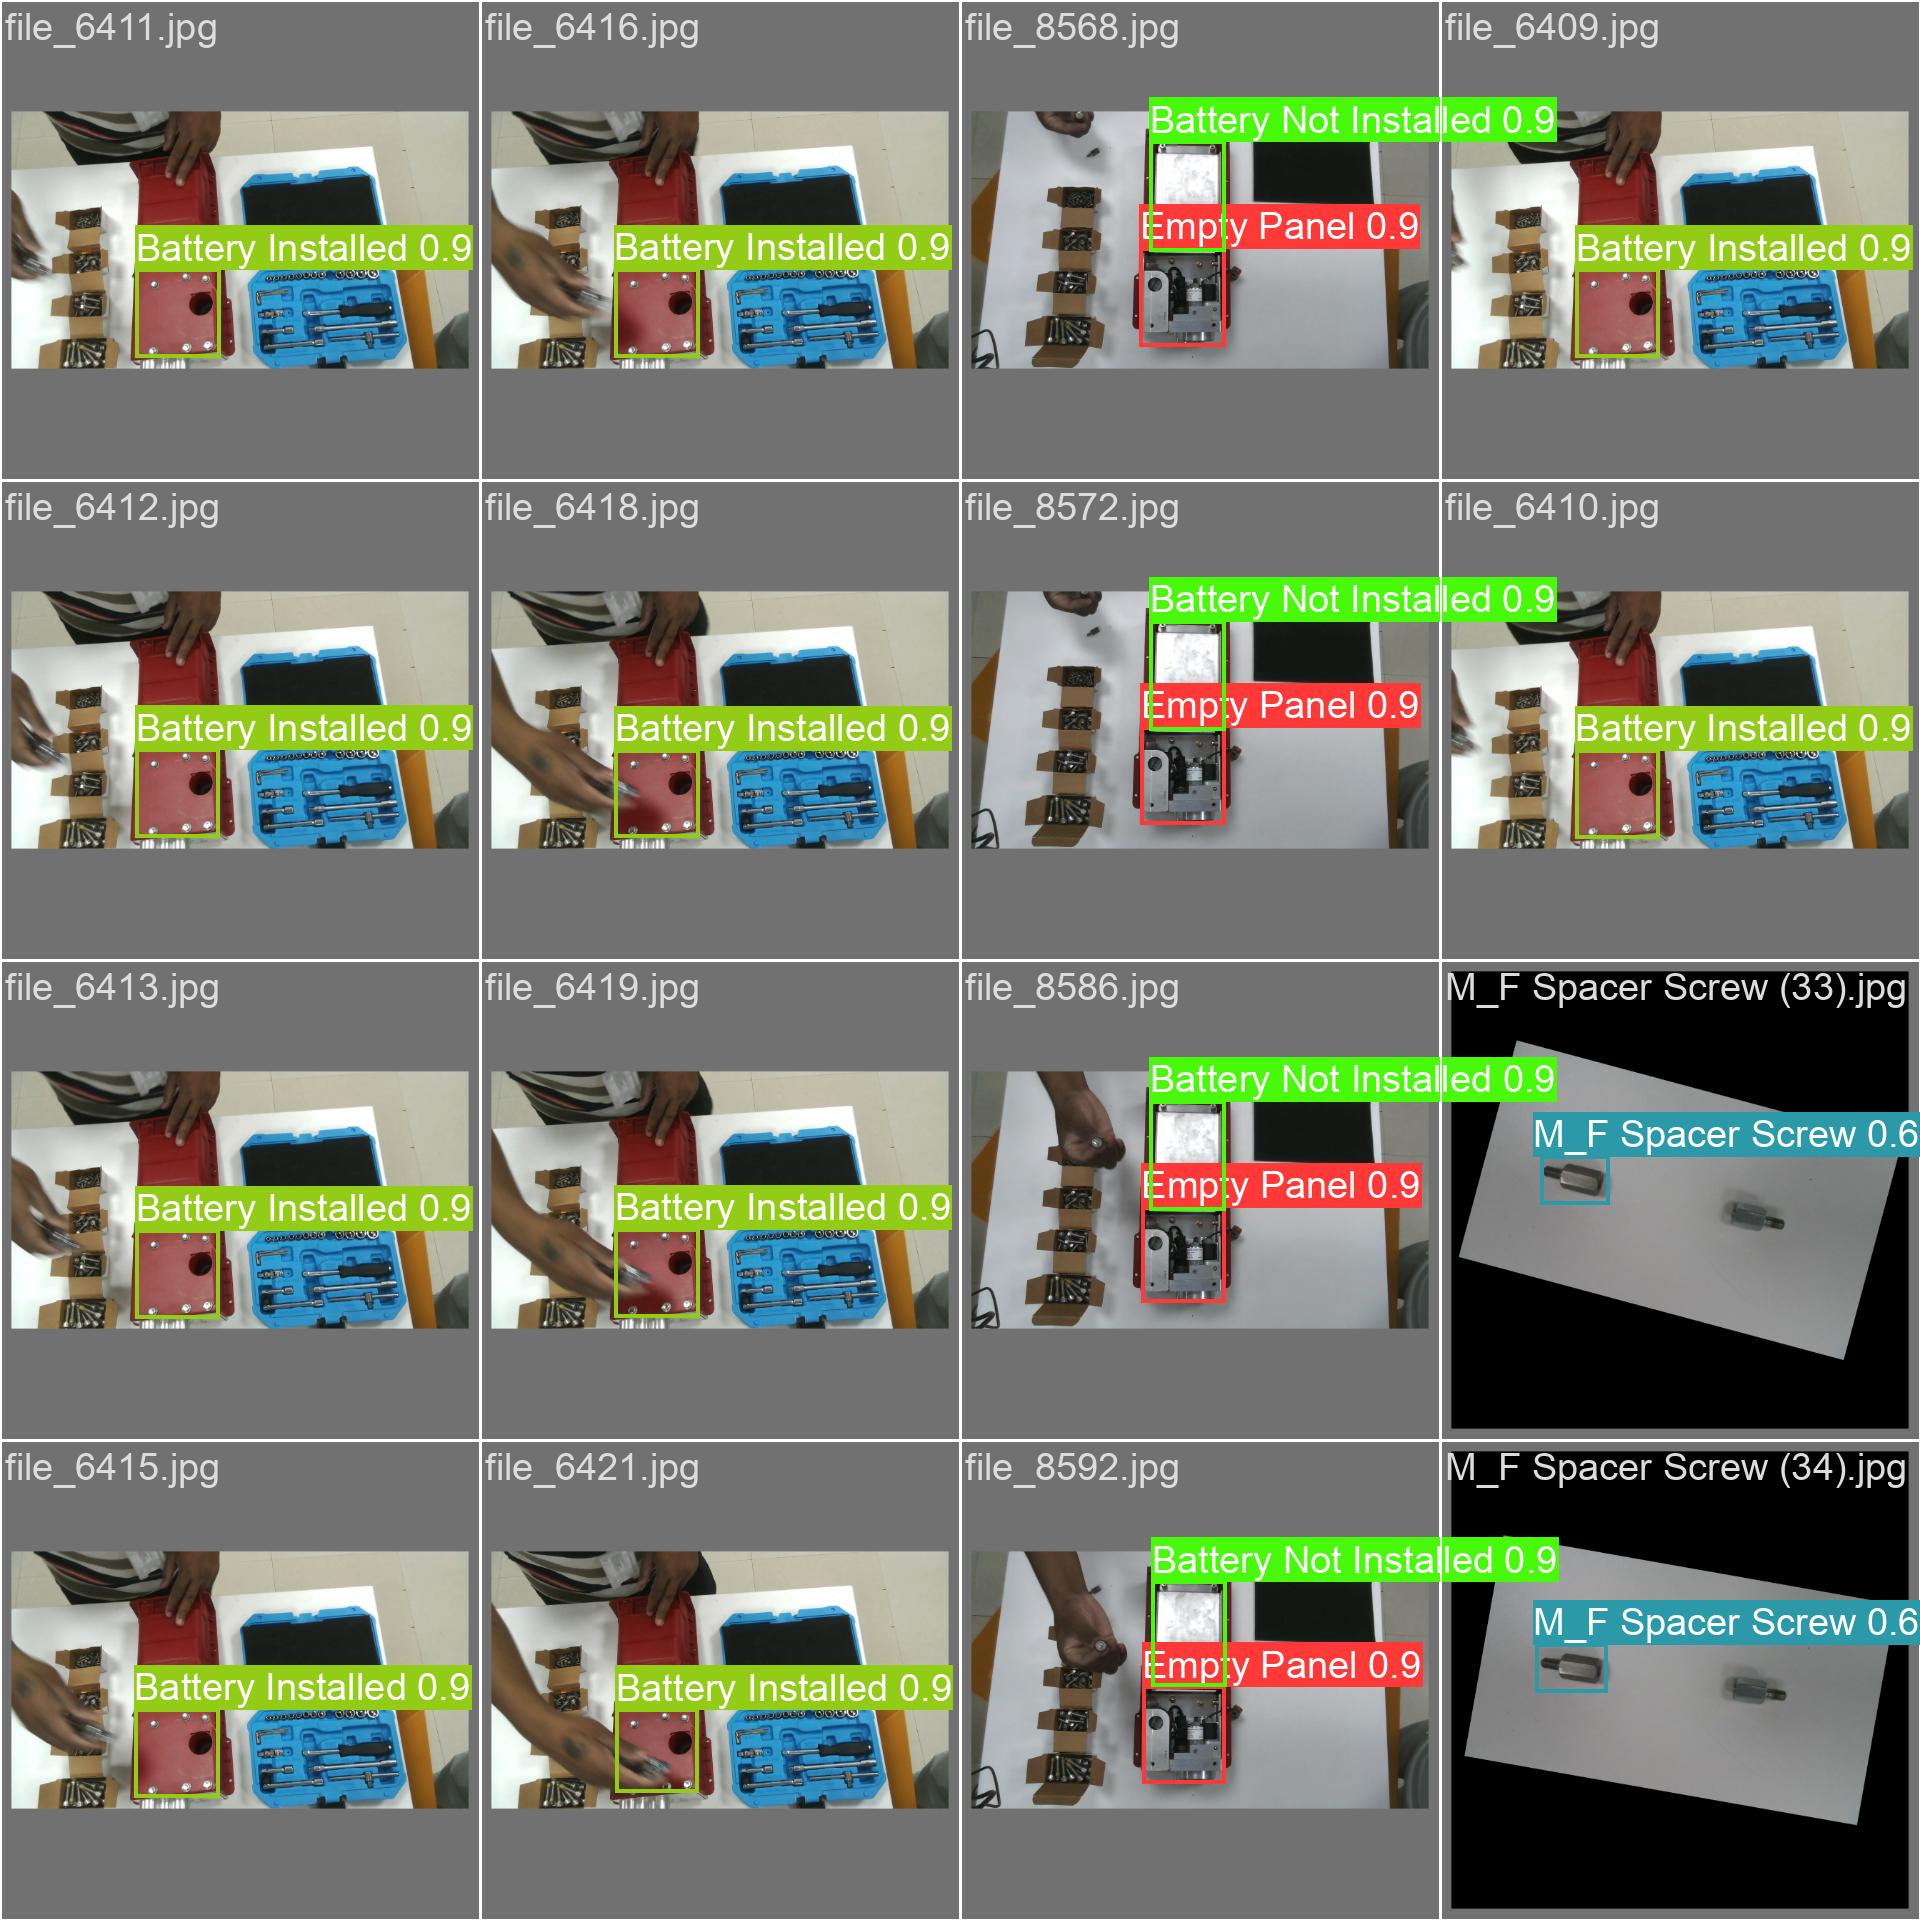 file_6411.jpg
Battery Installed 0.9
file_6416.jpg
Battery Installed 0.9
file_8568.jpg
Battery Not Installed 0.9
Empty Panel 0.9
file_6409.jpg
Battery Installed 0.9
file_6412.jpg
Battery Installed 0.9
file_6418.jpg
Battery Installed 0.9
file_8572.jpg
Battery Not Installed 0.9
Empty Panel 0.9
file_6410.jpg
Battery Installed 0.9
file_6413.jpg
Battery Installed 0.9
file_6419.jpg
Battery Installed 0.9
file_8586.jpg
Battery Not Installed 0.9
Empty Panel 0.9
M_F Spacer Screw (33).jpg
M_F Spacer Screw 0.6
file_6415.jpg
Battery Installed 0.9
file_6421.jpg
Battery Installed 0.9
file_8592.jpg
Battery Not Installed 0.9
Empty Panel 0.9
M_F Spacer Screw (34).jpg
M_F Spacer Screw 0.6